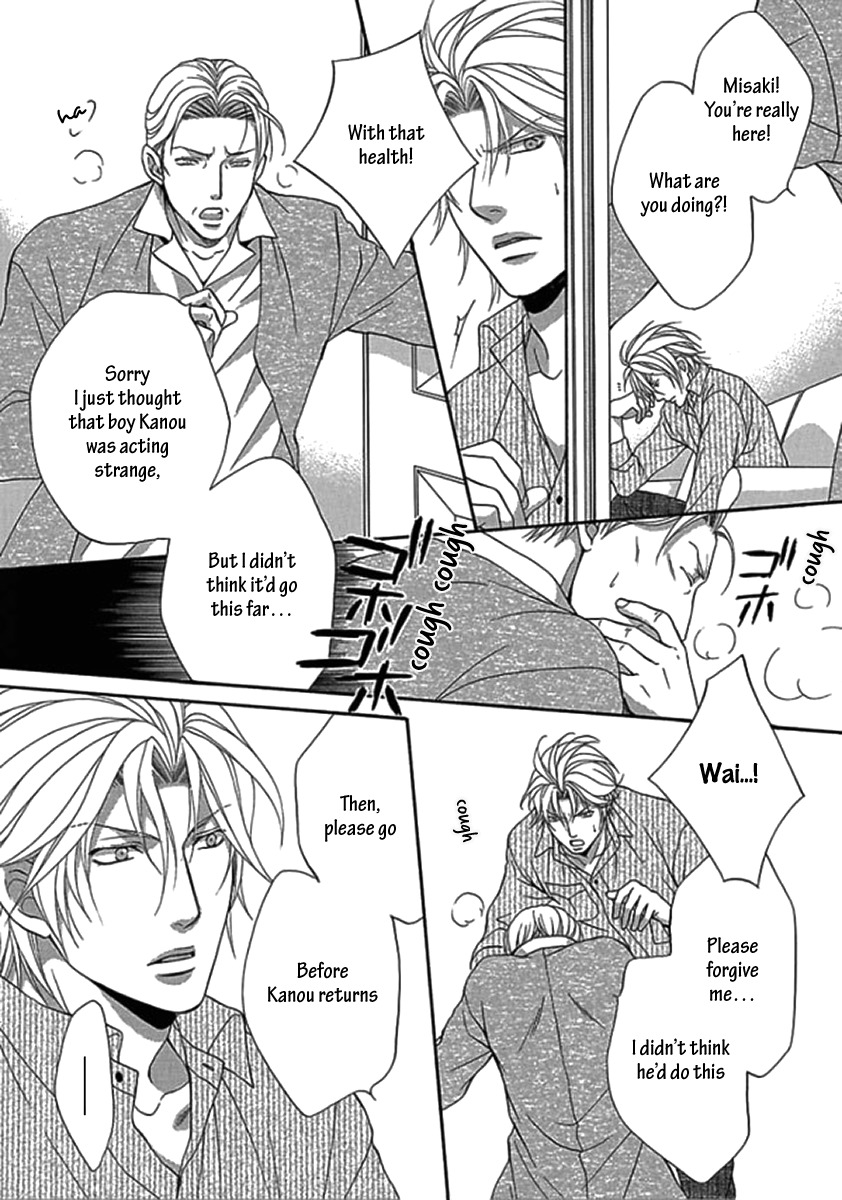 Misaki!
You're really
here!
What are
you doing?!
With that
health!
ha
Sorry
I just thought
that boy Kanou
was acting
strange,
But I didn't
think it'd go
this far...
ゴホ
cough
ゴホッ
ゴホ
cough cough
cough cough
Wai...!
cough
Please
forgive
me...
I didn't think
he'd do this
Then,
please go
Before
Kanou returns